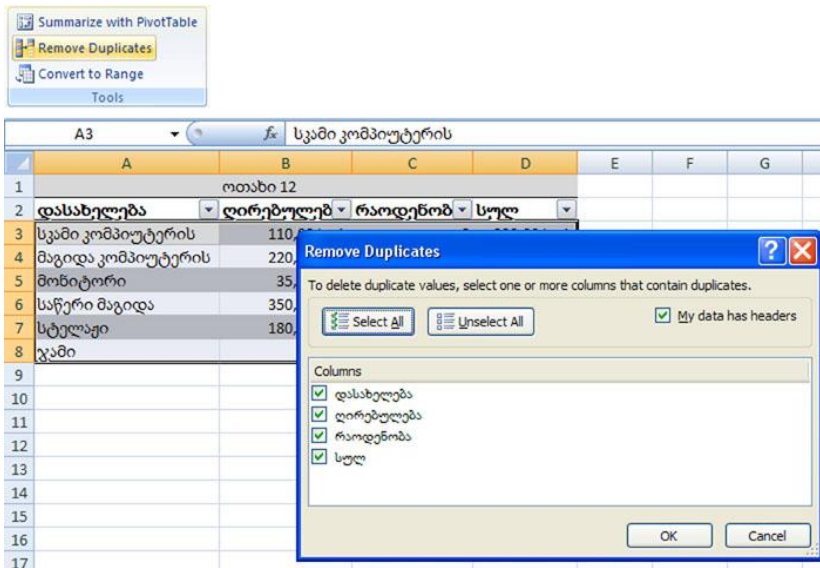 Summarize with PivotTable
Remove Duplicates
Convert to Range
Tools
A3 fx სკამი კომპიუტერის
A B C D E F G
1 ოთახი 12
2 დასახელება ღირებულებ რაოდენობ სულ
3 სკამი კომპიუტერის 110,
4 მაგიდა კომპიუტერის 220,
5 მონიტორი 35,
6 საწერი მაგიდა 350,
7 სტელაჟი 180,
8 ჯამი
9
10
11
12
13
14
15
16
17
Remove Duplicates
To delete duplicate values, select one or more columns that contain duplicates.
Select All Unselect All My data has headers
Columns
დასახელება
ღირებულება
რაოდენობა
სულ
OK Cancel